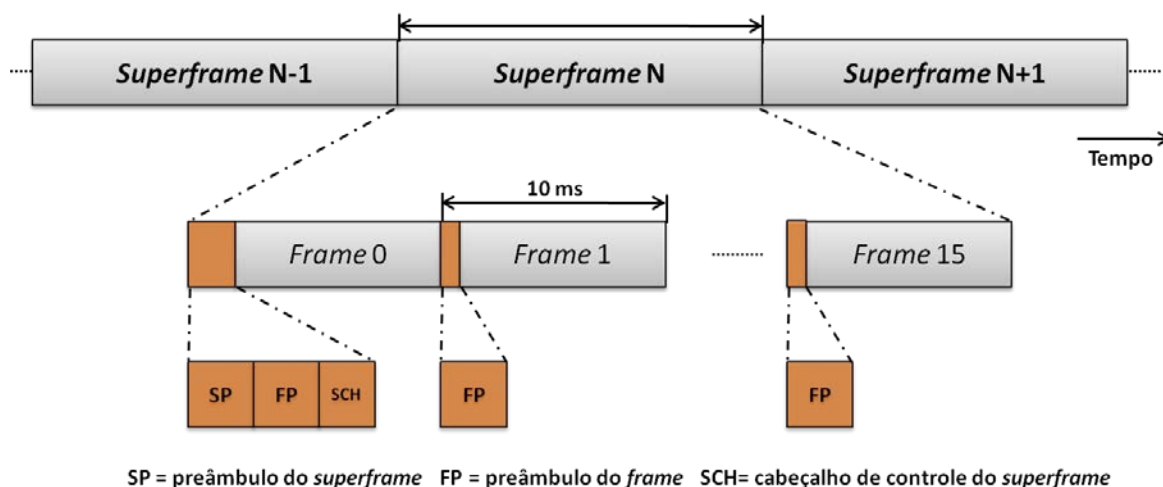 Superframe N-1 Superframe N Superframe N+1
Tempo
10 ms
Frame 0 Frame 1 Frame 15
SP FP SCH FP FP
SP = preâmbulo do superframe FP = preâmbulo do frame SCH= cabeçalho de controle do superframe